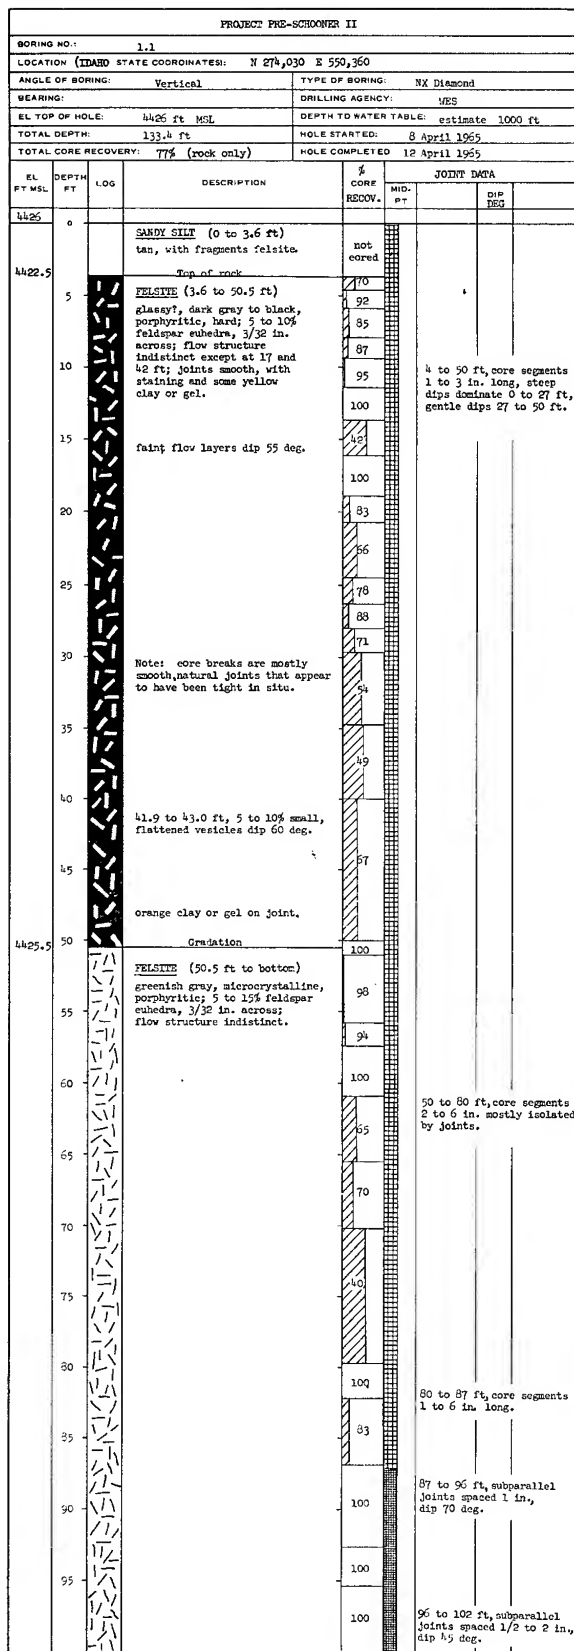 PROJECT PRE-SCHOONER II
BORING NO.: 1.1
LOCATION (IDAHO STATE COORDINATES): N 274,030 E 550,360
ANGLE OF BORING: Vertical
TYPE OF BORING: NX Diamond
BEARING:
DRILLING AGENCY: WES
EL TOP OF HOLE: 4426 ft MSL
DEPTH TO WATER TABLE: estimate 1000 ft
TOTAL DEPTH: 133.4 ft
HOLE STARTED: 8 April 1965
TOTAL CORE RECOVERY: 77% (rock only)
HOLE COMPLETED 12 April 1965
EL FT MSL
DEPTH FT
LOG
DESCRIPTION
% CORE RECOV.
JOINT DATA
MID-PT
DIP DEG
4426
0
SANDY SILT (0 to 3.6 ft)
tan, with fragments felsite.
not
cored
4422.5
Top of rock
70
5
FELSITE (3.6 to 50.5 ft)
glassy?, dark gray to black,
porphyritic, hard; 5 to 10%
feldspar euhedra, 3/32 in.
across; flow structure
indistinct except at 17 and
42 ft; joints smooth, with
staining and some yellow
clay or gel.
92
85
87
10
95
4 to 50 ft, core segments
1 to 3 in. long, steep
dips dominate 0 to 27 ft,
gentle dips 27 to 50 ft.
100
15
faint flow layers dip 55 deg.
42
100
20
83
66
25
78
88
71
30
Note: core breaks are mostly
smooth,natural joints that appear
to have been tight in situ.
54
35
49
40
41.9 to 43.0 ft, 5 to 10% small,
flattened vesicles dip 60 deg.
67
45
orange clay or gel on joint.
4425.5
50
Gradation
100
FELSITE (50.5 ft to bottom)
greenish gray, microcrystalline,
porphyritic; 5 to 15% feldspar
euhedra, 3/32 in. across;
flow structure indistinct.
98
55
94
60
100
50 to 80 ft, core segments
2 to 6 in. mostly isolated
by joints.
65
65
70
70
40
75
80
100
80 to 87 ft, core segments
1 to 6 in. long.
83
85
87 to 96 ft, subparallel
joints spaced 1 in.,
dip 70 deg.
90
100
100
95
100
96 to 102 ft, subparallel
joints spaced 1/2 to 2 in.,
dip 45 deg.